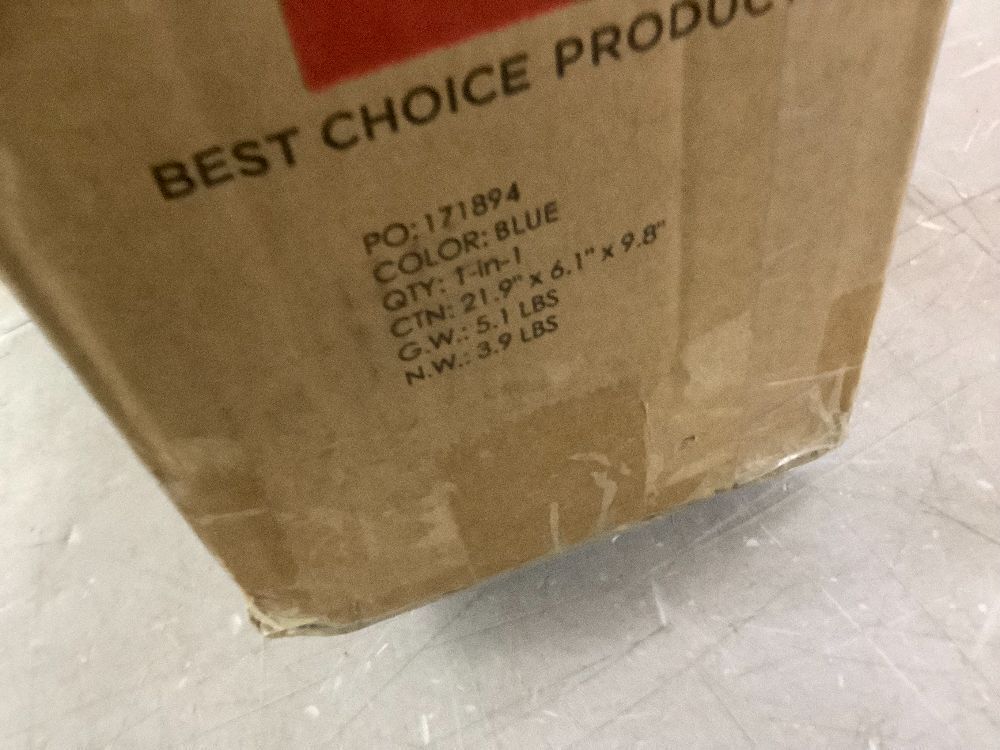 BEST CHOICE PRODUCT
PO: 171894
COLOR: BLUE
QTY: 1-in-1
CTN: 21.9" x 6.1" x 9.8"
G.W.: 5.1 LBS
N.W.: 3.9 LBS